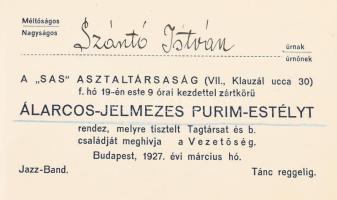 Méltóságos
Nagyságos
Szántó István
úrnak
úrnőnek
A „SAS” ASZTALTÁRSASÁG (VII., Klauzál ucca 30)
f. hó 19-én este 9 órai kezdettel zártkörű
ÁLARCOS-JELMEZES PURIM-ESTÉLYT
rendez, melyre tisztelt Tagtársat és b.
családját meghivja a Vezetőség.
Budapest, 1927. évi március hó.
Jazz-Band. Tánc reggelig.